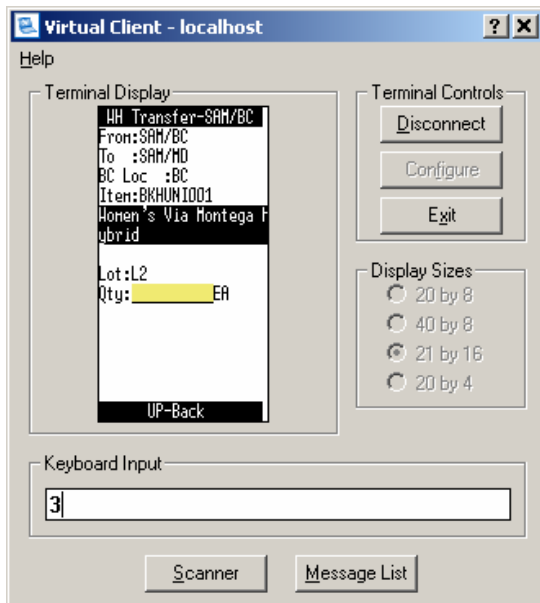 Virtual Client - localhost
Help
Terminal Display
WH Transfer-SAM/BC
From:SAM/BC
To :SAM/MD
BC Loc :BC
Item:BKHUNI001
Women's Via Montega H
ybrid
Lot:L2
Qty:_________EA
UP-Back
Terminal Controls
Disconnect
Configure
Exit
Display Sizes
20 by 8
40 by 8
21 by 16
20 by 4
Keyboard Input
3
Scanner
Message List